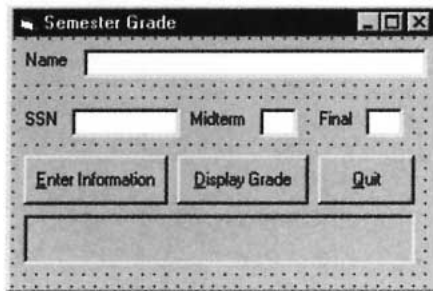 Semester Grade
Name
SSN Midterm Final
Enter Information Display Grade Quit